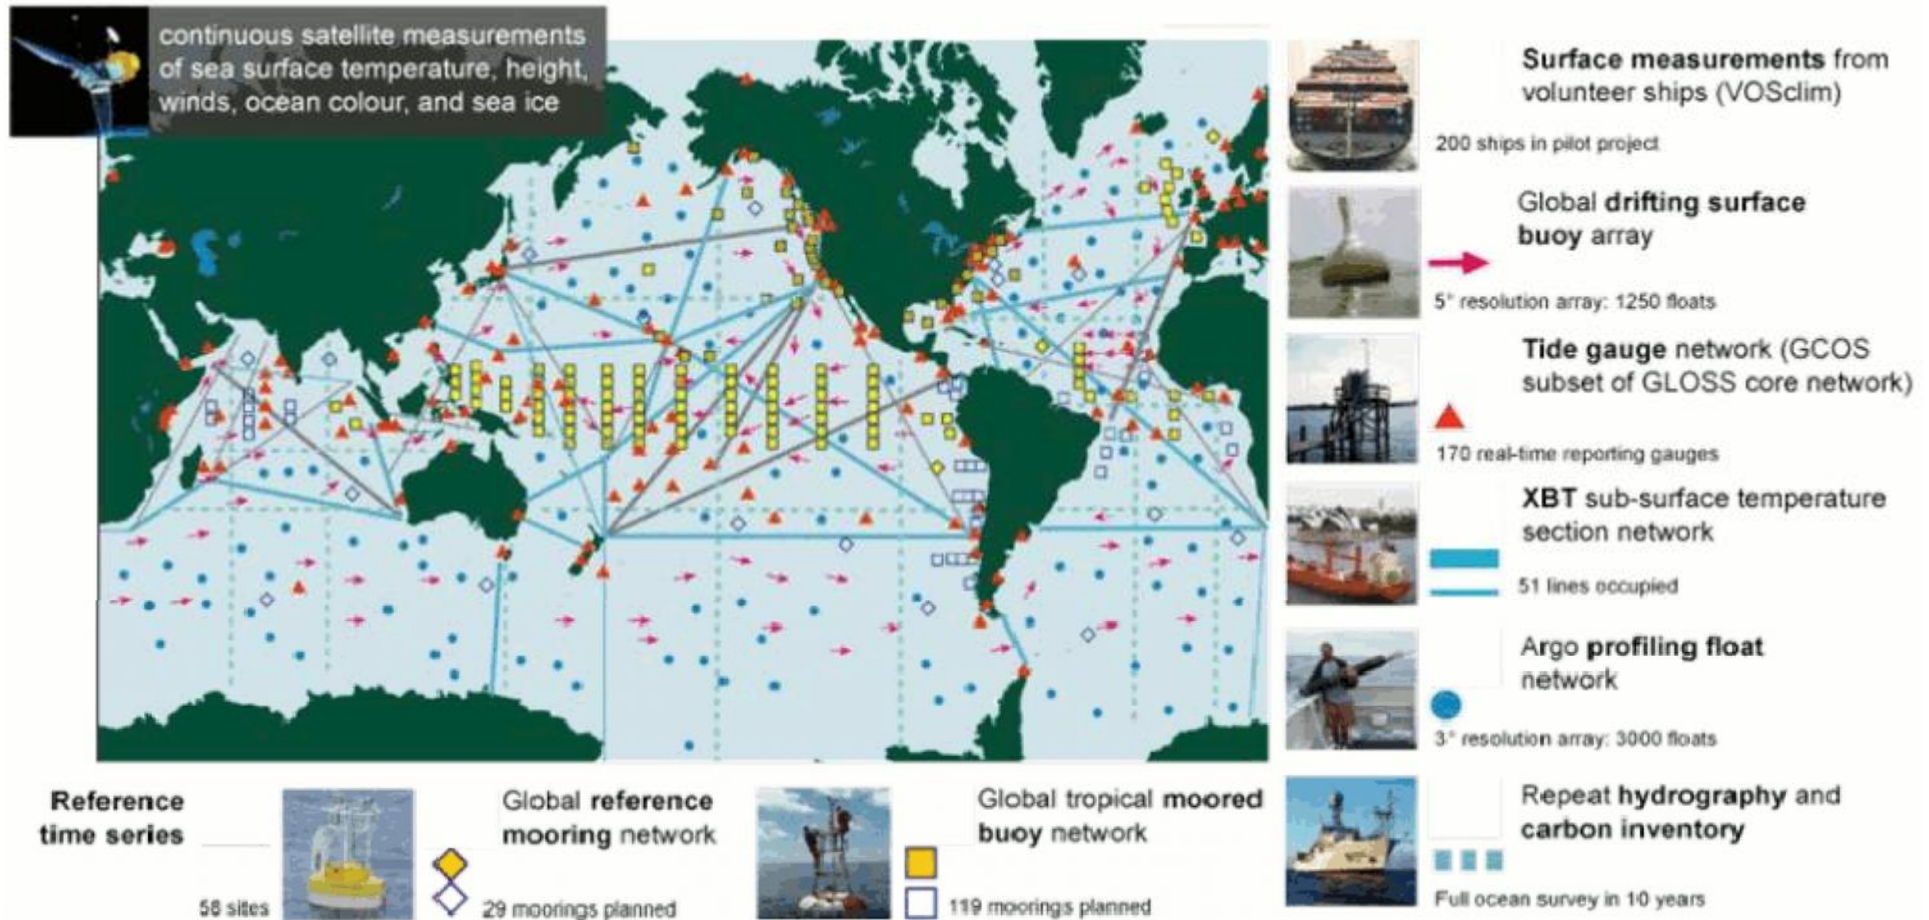 continuous satellite measurements
of sea surface temperature, height,
winds, ocean colour, and sea ice
Surface measurements from
volunteer ships (VOSclim)
200 ships in pilot project
Global drifting surface
buoy array
5° resolution array: 1250 floats
Tide gauge network (GCOS
subset of GLOSS core network)
170 real-time reporting gauges
XBT sub-surface temperature
section network
51 lines occupied
Argo profiling float
network
3° resolution array: 3000 floats
Repeat hydrography and
carbon inventory
Full ocean survey in 10 years
Reference
time series
58 sites
Global reference
mooring network
29 moorings planned
Global tropical moored
buoy network
119 moorings planned